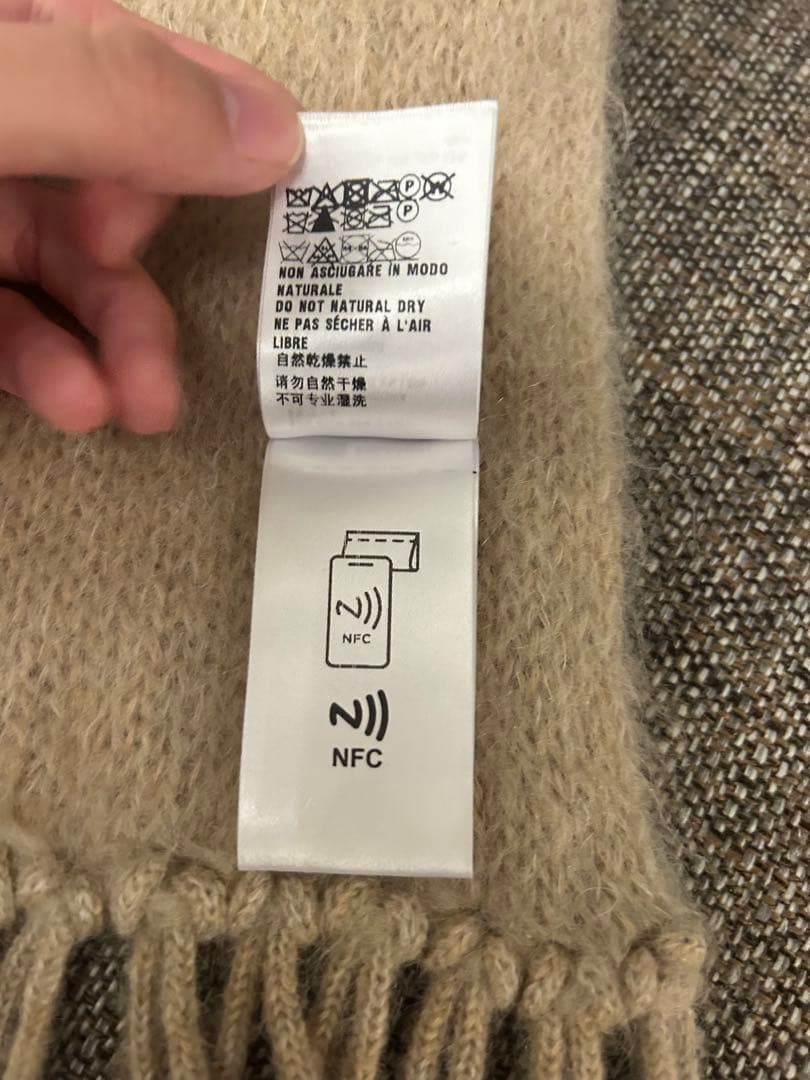 P W
P
NON ASCIUGARE IN MODO
NATURALE
DO NOT NATURAL DRY
NE PAS SÉCHER À L'AIR
LIBRE
自然乾燥禁止
请勿自然干燥
不可专业湿洗
NFC
NFC